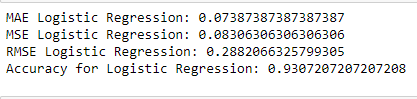 MAE Logistic Regression: 0.07387387387387387
MSE Logistic Regression: 0.08306306306306306
RMSE Logistic Regression: 0.2882066325799305
Accuracy for Logistic Regression: 0.9307207207207208